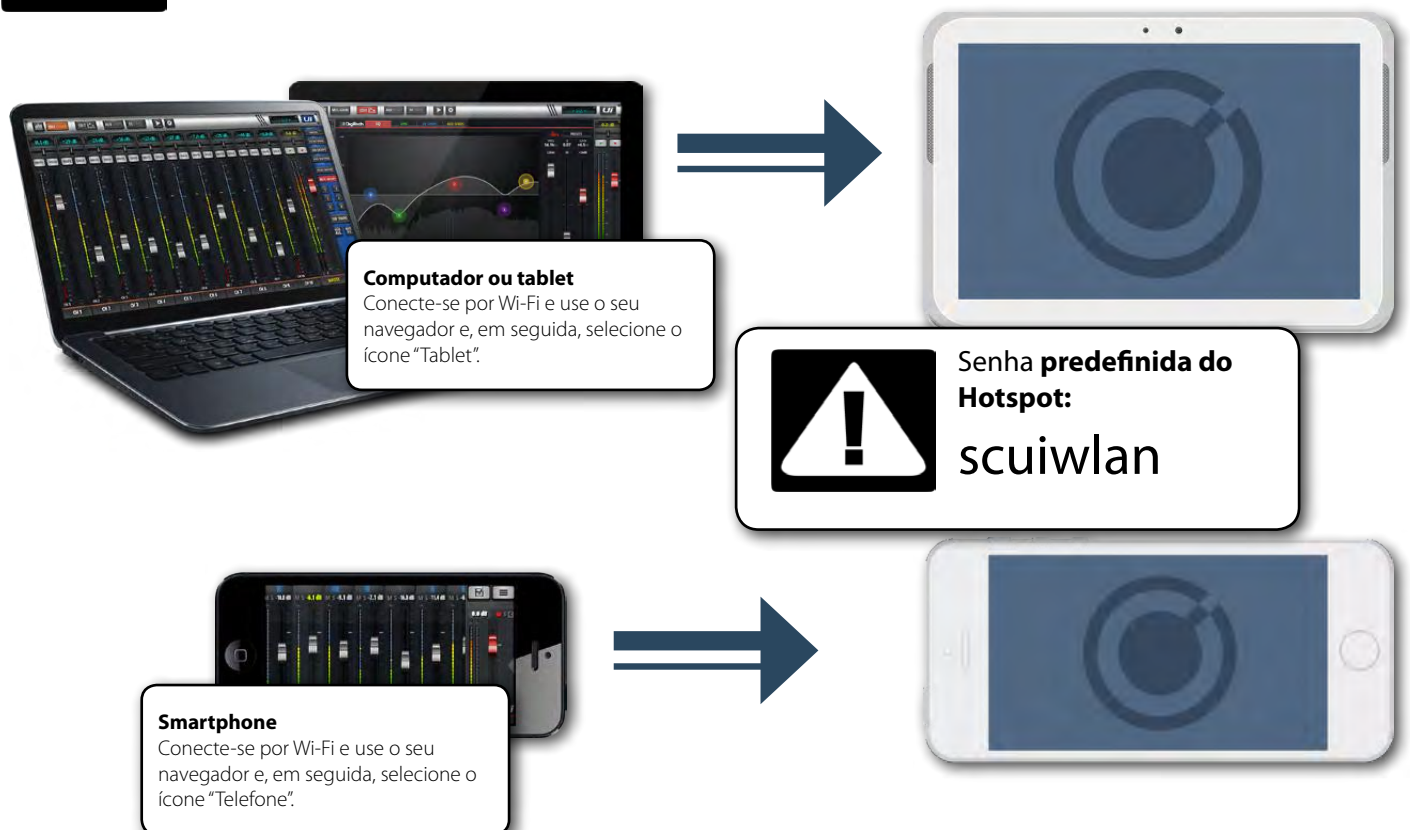 Computador ou tablet
Conecte-se por Wi-Fi e use o seu
navegador e, em seguida, selecione o
ícone “Tablet”.
Senha predefinida do
Hotspot:
scuiwlan
Smartphone
Conecte-se por Wi-Fi e use o seu
navegador e, em seguida, selecione o
ícone “Telefone”.